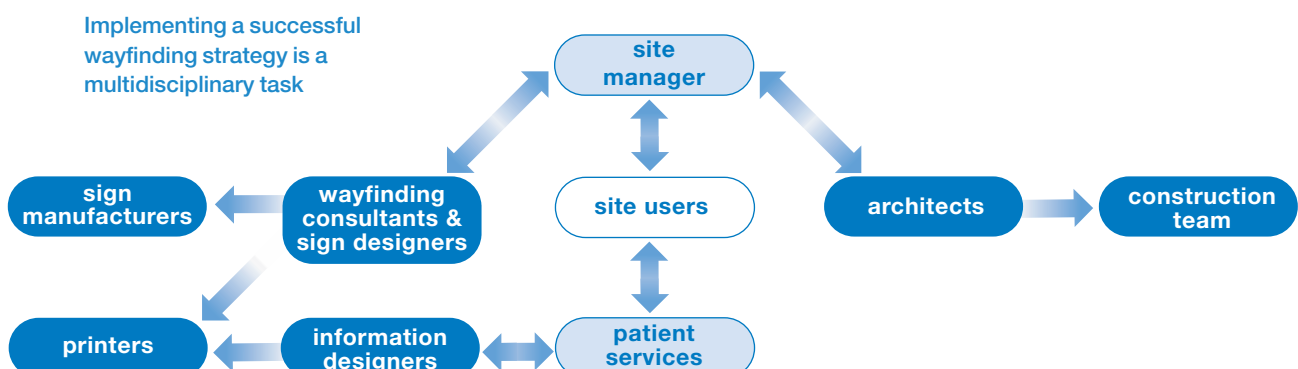 Implementing a successful
wayfinding strategy is a
multidisciplinary task
site
manager
sign
manufacturers
wayfinding
consultants &
sign designers
site users
architects
construction
team
printers
information
designers
patient
services